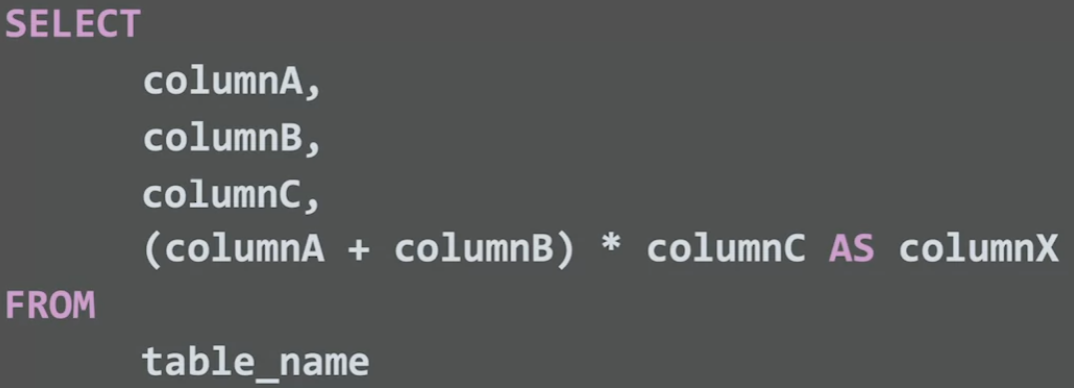 SELECT
columnA,
columnB,
columnC,
(columnA + columnB) * columnC AS columnX
FROM
table_name